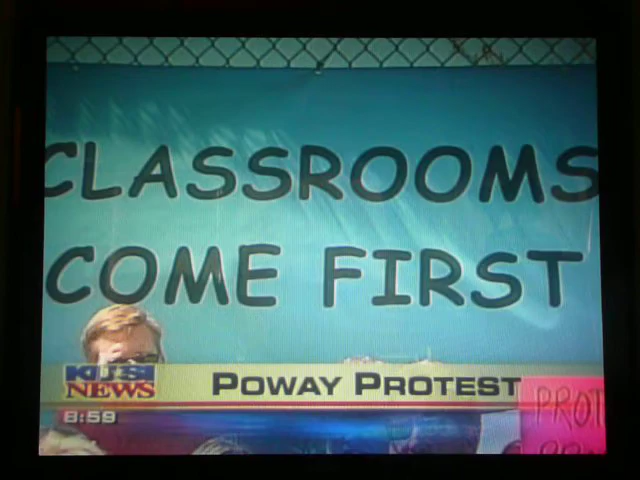 CLASSROOMS
COME FIRST
KUSI
NEWS
POWAY PROTEST
8:59
PROT